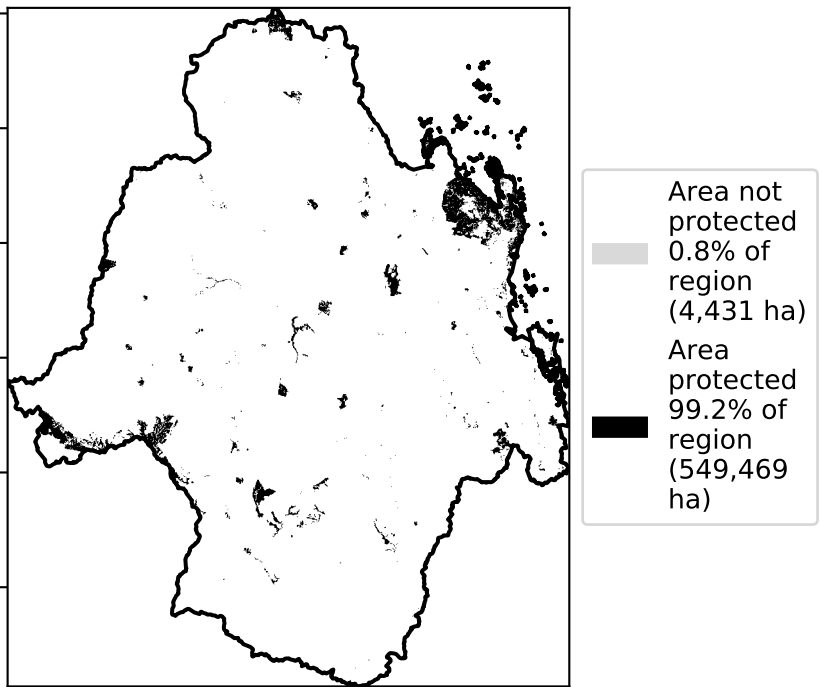 Area not
protected
0.8% of
region
(4,431 ha)
Area
protected
99.2% of
region
(549,469
ha)